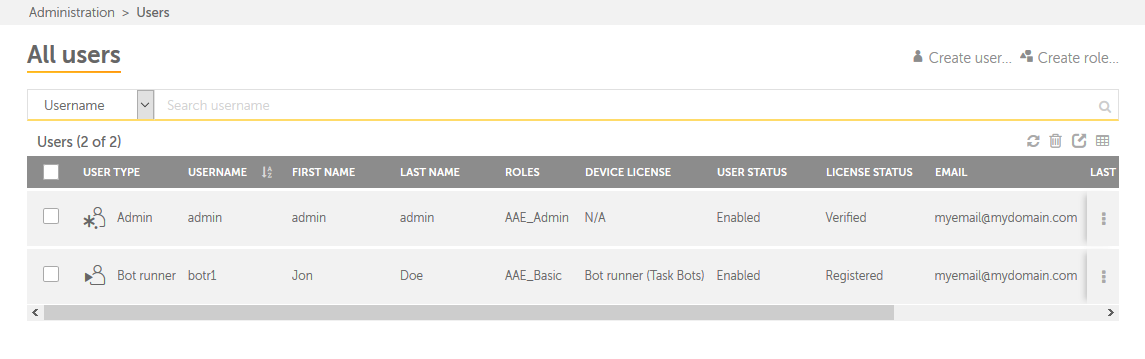 Administration > Users
All users
Create user... Create role...
Username Search username
Users (2 of 2)
USER TYPE USERNAME FIRST NAME LAST NAME ROLES DEVICE LICENSE USER STATUS LICENSE STATUS EMAIL LAST
Admin admin admin admin AAE_Admin N/A Enabled Verified myemail@mydomain.com
Bot runner botr1 Jon Doe AAE_Basic Bot runner (Task Bots) Enabled Registered myemail@mydomain.com